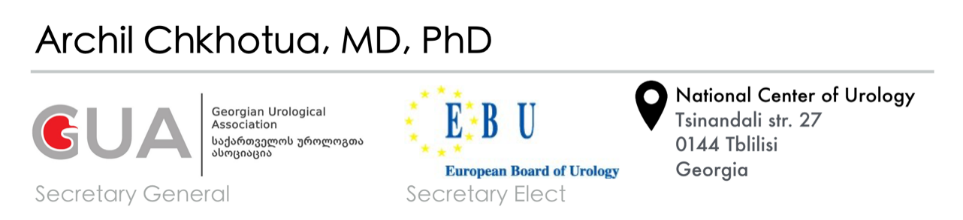 Archil Chkhotua, MD, PhD
GUA
Georgian Urological
Association
საქართველოს უროლოგთა
ასოციაცია
Secretary General
EBU
European Board of Urology
Secretary Elect
National Center of Urology
Tsinandali str. 27
0144 Tblilisi
Georgia